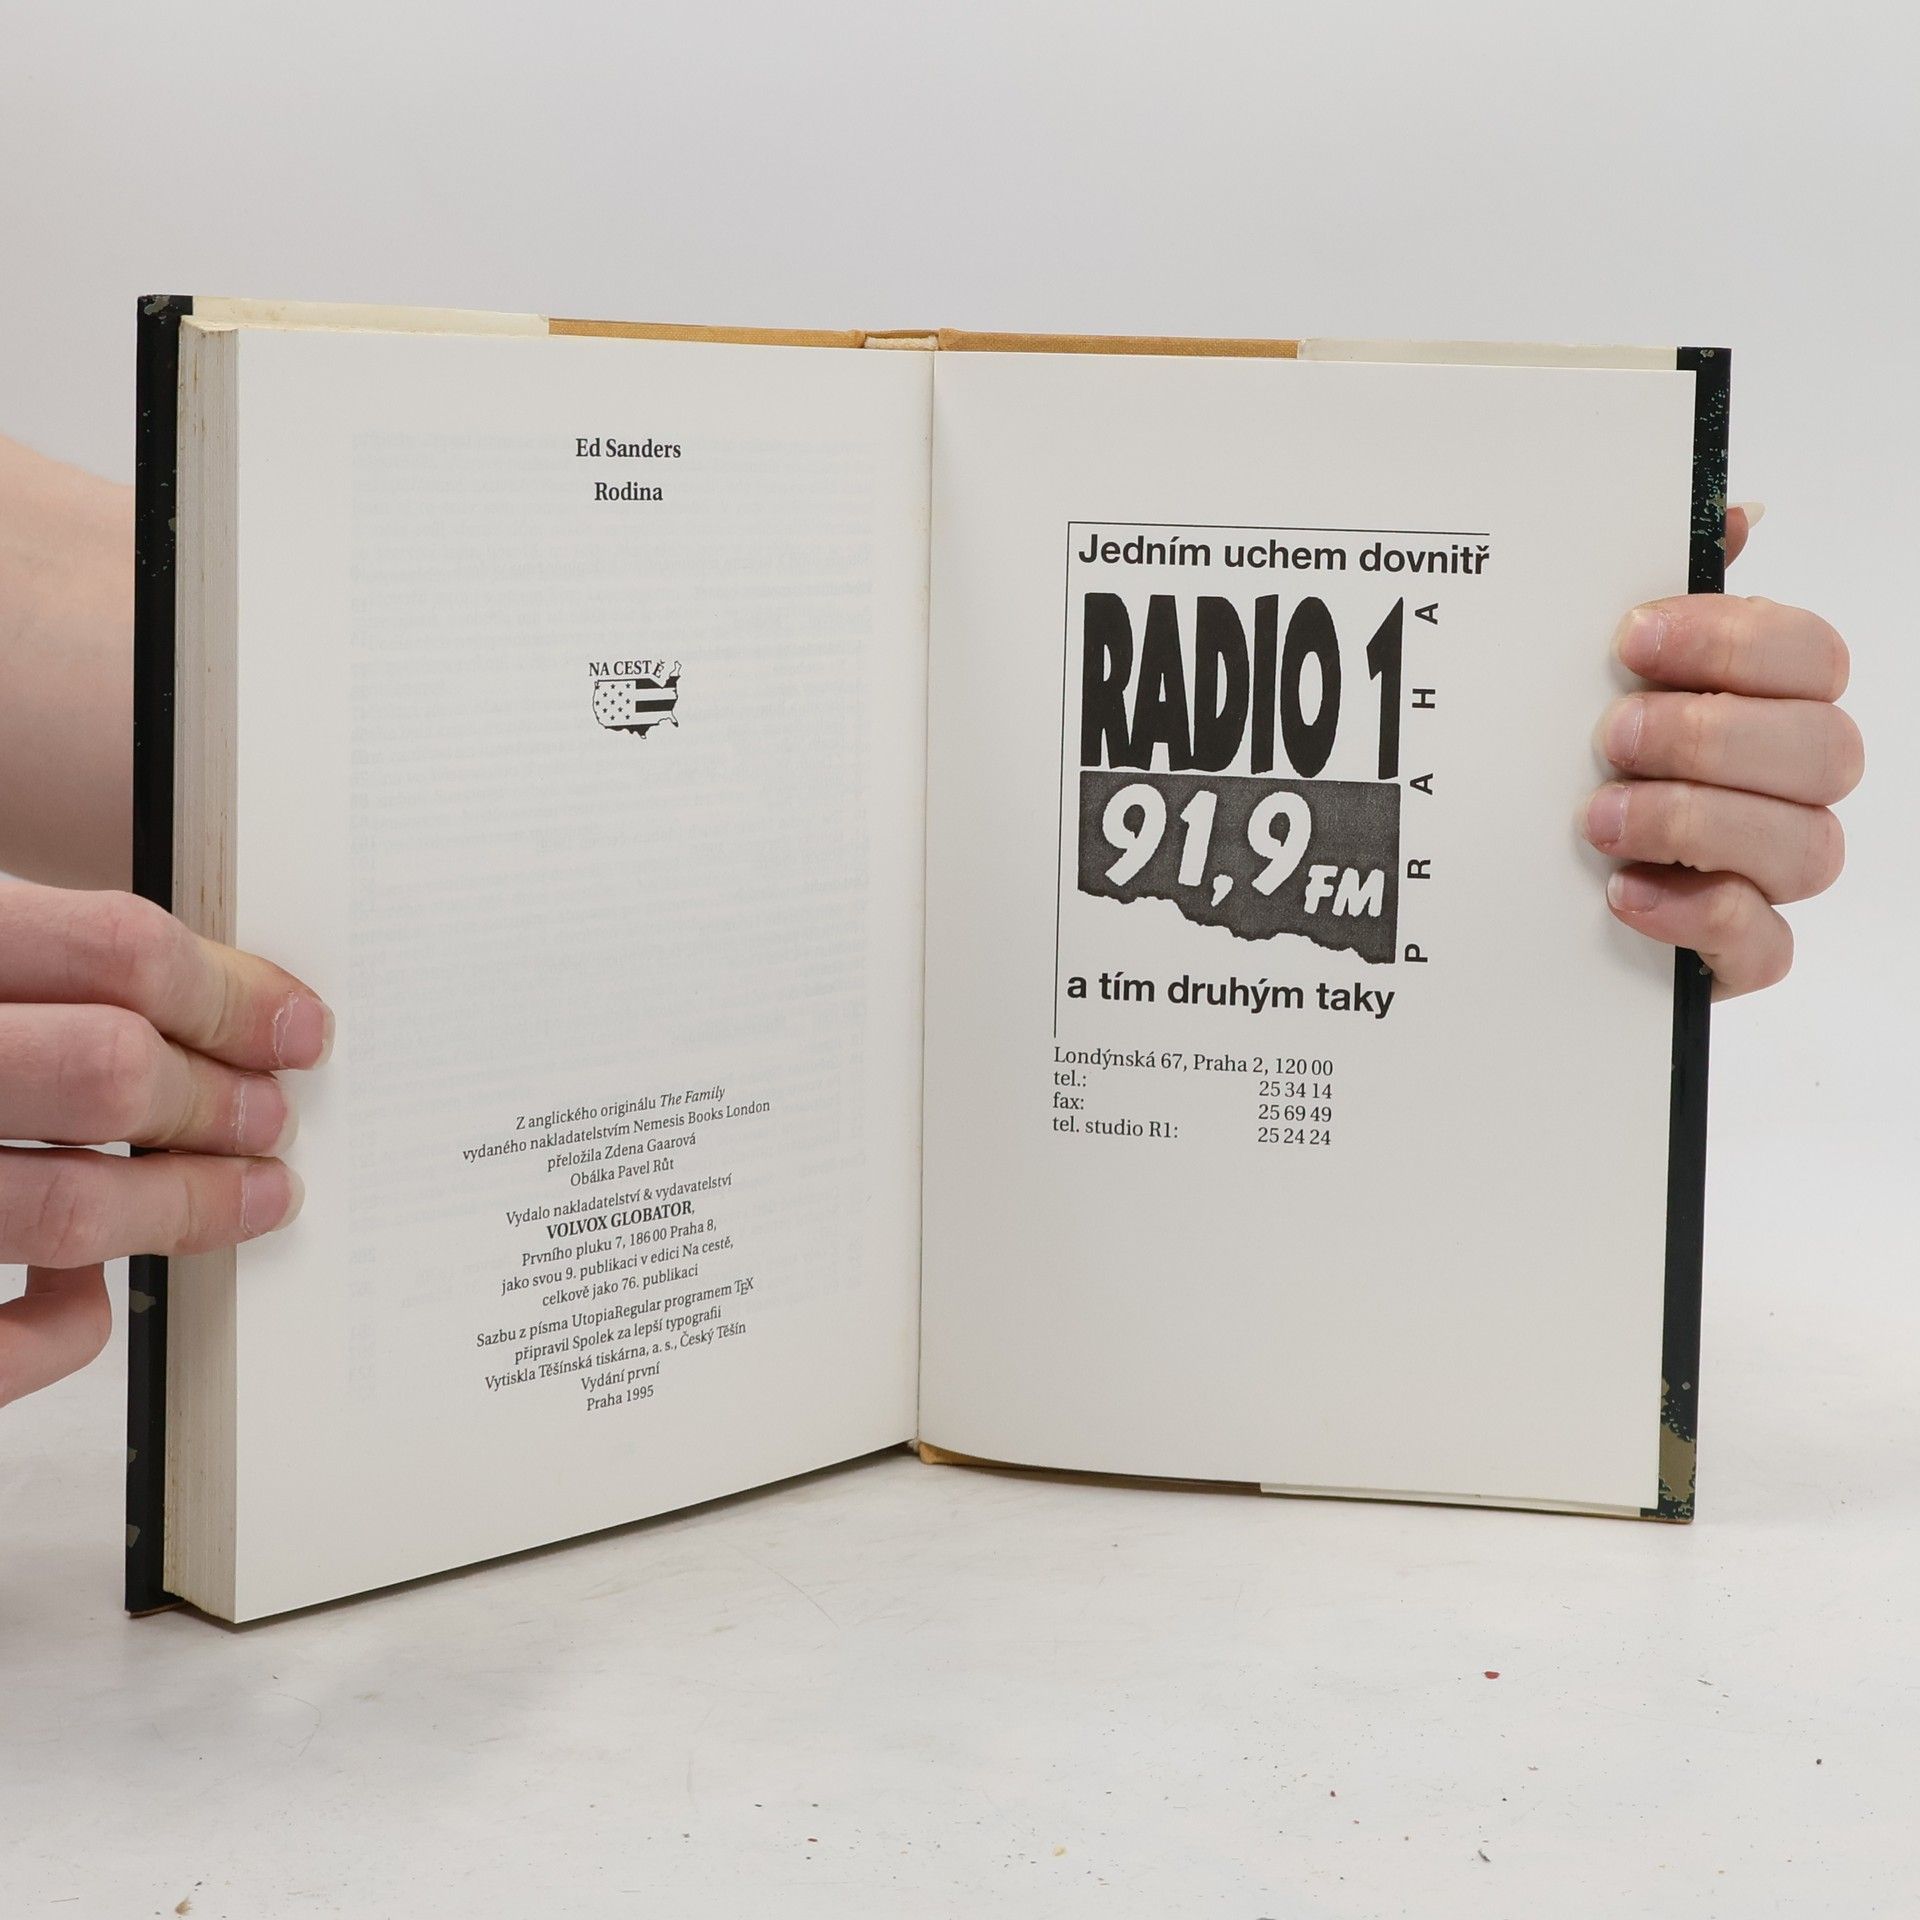 Ed Sanders
Rodina
NA CESTĚ
Z anglického originálu The Family
vydaného nakladatelstvím Nemesis Books London
přeložila Zdena Gaarová
Obálka Pavel Růt
Vydalo nakladatelství & vydavatelství
VOLVOX GLOBATOR,
Prvního pluku 7, 186 00 Praha 8,
jako svou 9. publikaci v edici Na cestě,
celkově jako 76. publikaci
Sazbu z písma UtopiaRegular programem TEX
připravil Spolek za lepší typografii
Vytiskla Těšínská tiskárna, a. s., Český Těšín
Vydání první
Praha 1995
Jedním uchem dovnitř
RADIO 1
91,9 FM
PRAHA
a tím druhým taky
Londýnská 67, Praha 2, 120 00
tel.: 25 34 14
fax: 25 69 49
tel. studio R1: 25 24 24